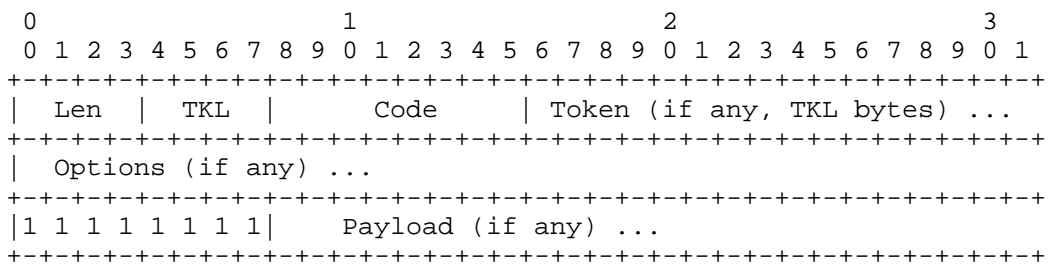 0                   1                   2                   3
 0 1 2 3 4 5 6 7 8 9 0 1 2 3 4 5 6 7 8 9 0 1 2 3 4 5 6 7 8 9 0 1
+-+-+-+-+-+-+-+-+-+-+-+-+-+-+-+-+-+-+-+-+-+-+-+-+-+-+-+-+-+-+-+-+
|  Len  |  TKL  |      Code     | Token (if any, TKL bytes) ...
+-+-+-+-+-+-+-+-+-+-+-+-+-+-+-+-+-+-+-+-+-+-+-+-+-+-+-+-+-+-+-+-+
|  Options (if any) ...
+-+-+-+-+-+-+-+-+-+-+-+-+-+-+-+-+-+-+-+-+-+-+-+-+-+-+-+-+-+-+-+-+
|1 1 1 1 1 1 1 1|    Payload (if any) ...
+-+-+-+-+-+-+-+-+-+-+-+-+-+-+-+-+-+-+-+-+-+-+-+-+-+-+-+-+-+-+-+-+